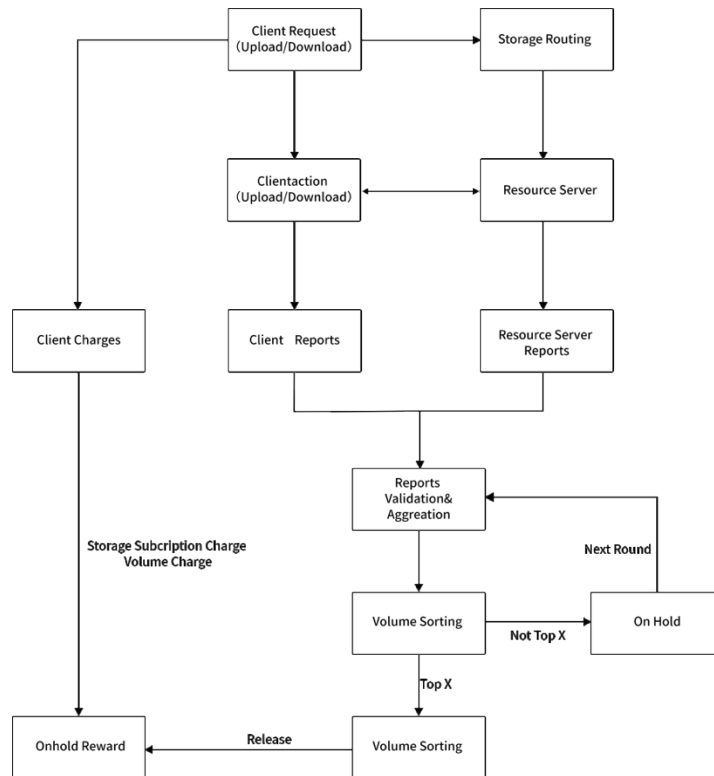 Client Request
（Upload/Download）
Storage Routing
Clientaction
（Upload/Download）
Resource Server
Client Charges
Client Reports
Resource Server
Reports
Reports
Validation&
Aggreation
Storage Subcription Charge
Volume Charge
Next Round
Volume Sorting
Not Top X
On Hold
Top X
Onhold Reward
Release
Volume Sorting